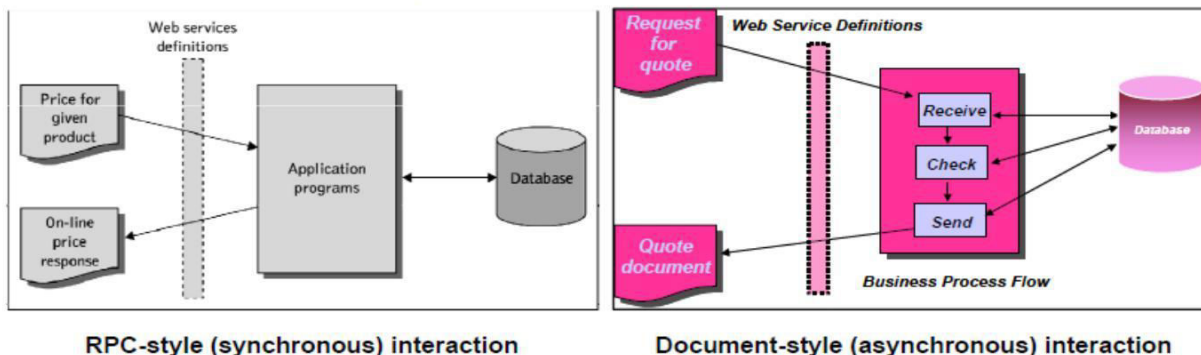 Web services
definitions
Price for
given
product
Application
programs
Database
On-line
price
response
RPC-style (synchronous) interaction
Request
for
quote
Web Service Definitions
Receive
Check
Send
Database
Quote
document
Business Process Flow
Document-style (asynchronous) interaction